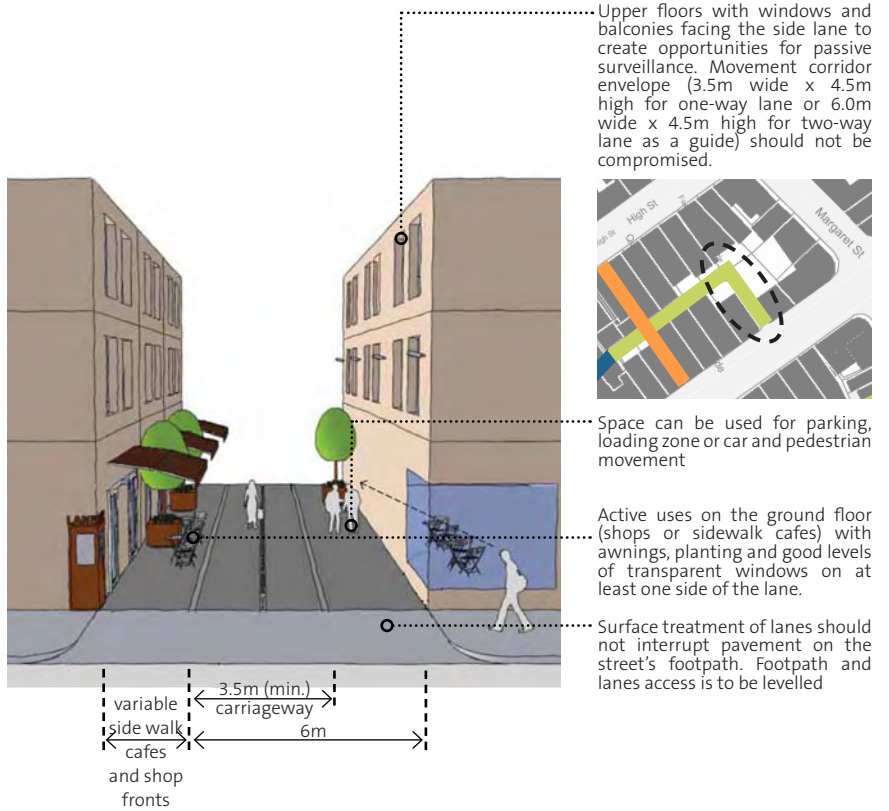 Upper floors with windows and
balconies facing the side lane to
create opportunities for passive
surveillance. Movement corridor
envelope (3.5m wide x 4.5m
high for one-way lane or 6.0m
wide x 4.5m high for two-way
lane as a guide) should not be
compromised.
High St
Margaret St
Space can be used for parking,
loading zone or car and pedestrian
movement
Active uses on the ground floor
(shops or sidewalk cafes) with
awnings, planting and good levels
of transparent windows on at
least one side of the lane.
Surface treatment of lanes should
not interrupt pavement on the
street's footpath. Footpath and
lanes access is to be levelled
3.5m (min.)
carriageway
6m
variable
side walk
cafes
and shop
fronts